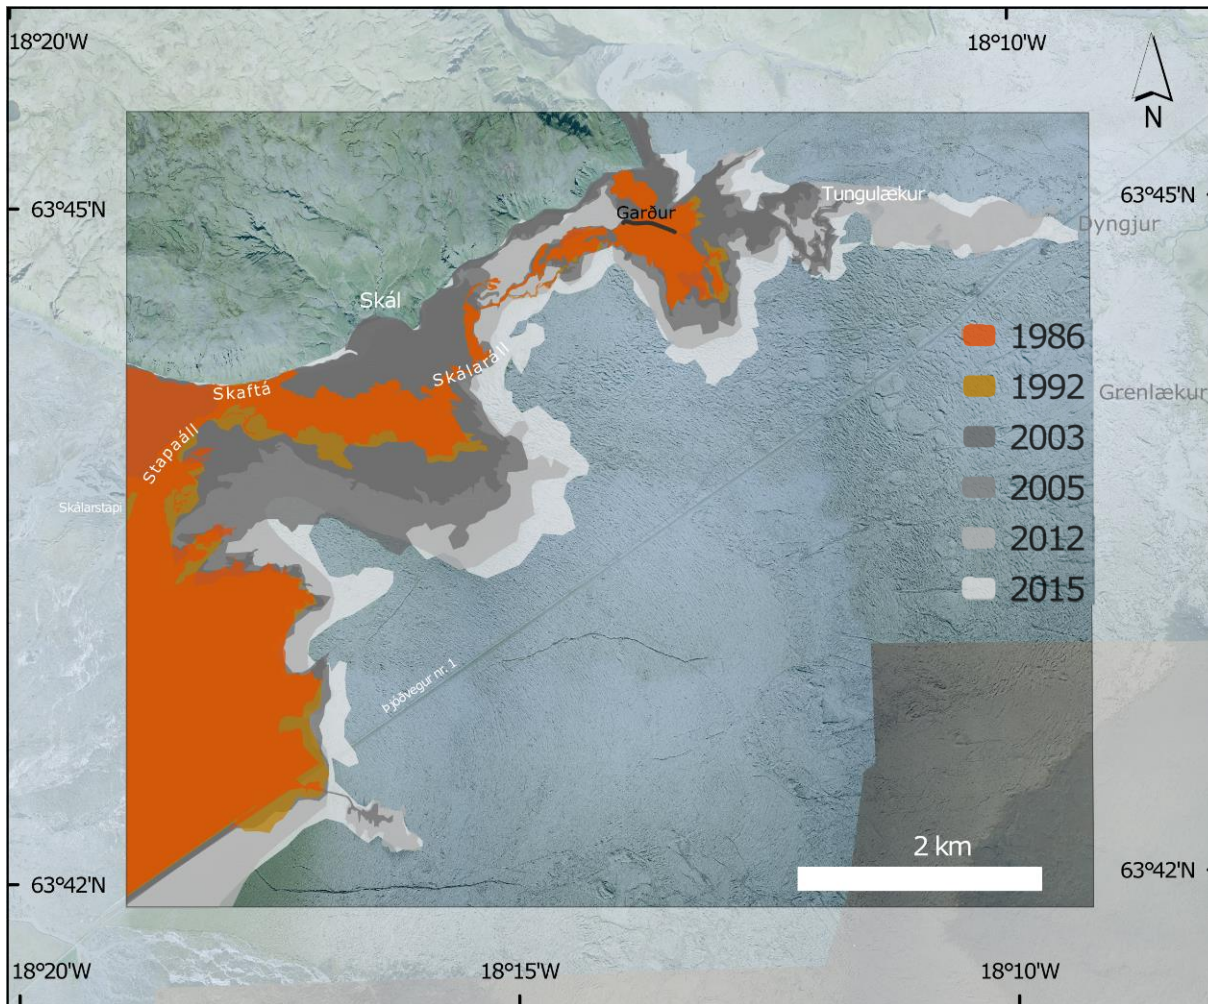 18°20'W
18°10'W
N
63°45'N
63°45'N
Tungulækur
Garður
Dyngjur
Skál
1986
Skálaráll
Skaftá
1992
Grenlækur
2003
Stapaáll
2005
Skálarstapi
2012
2015
Þjóðvegur nr. 1
2 km
63°42'N
63°42'N
18°20'W
18°15'W
18°10'W